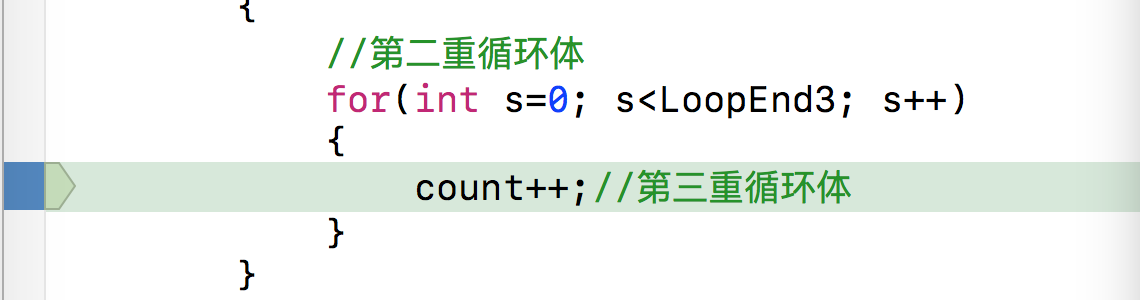 {
//第二重循环体
for(int s=0; s<LoopEnd3; s++)
{
count++;//第三重循环体
}
}